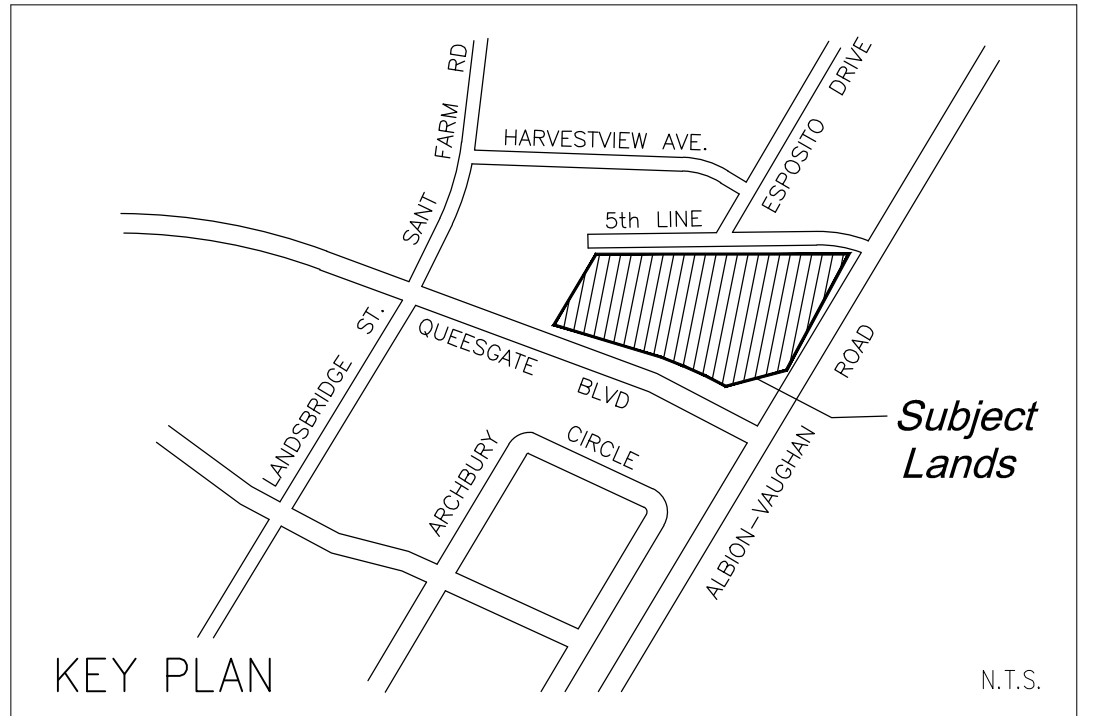 SANT FARM RD
HARVESTVIEW AVE.
ESPOSITO DRIVE
5th LINE
LANDSBRIDGE ST.
QUEESGATE BLVD
ARCHBURY CIRCLE
ALBION-VAUGHAN ROAD
Subject
Lands
KEY PLAN
N.T.S.